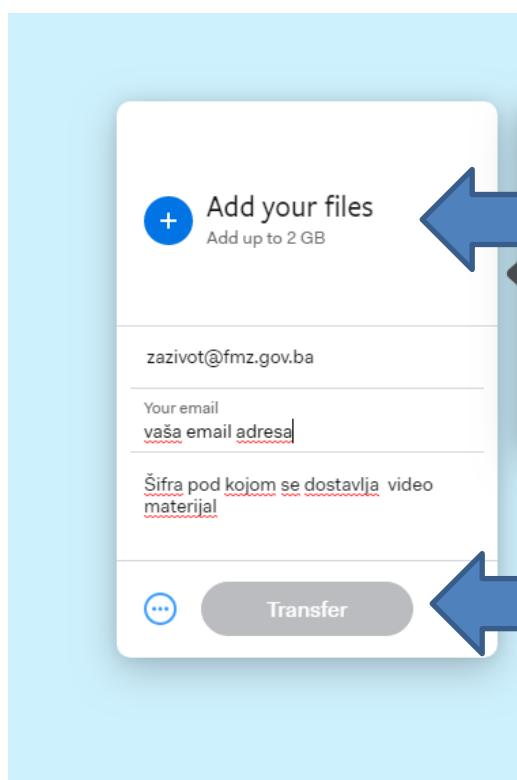 Add your files
Add up to 2 GB
zazivot@fmz.gov.ba
Your email
vaša email adresa
Šifra pod kojom se dostavlja  video
materijal
Transfer